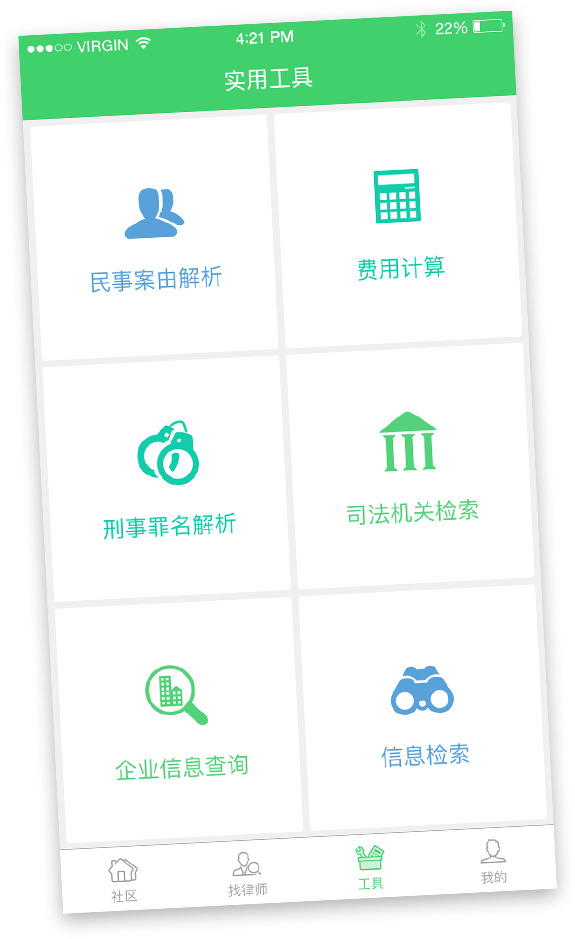 VIRGIN 4:21 PM 22%
实用工具
民事案由解析 费用计算
刑事罪名解析 司法机关检索
企业信息查询 信息检索
社区 找律师 工具 我的